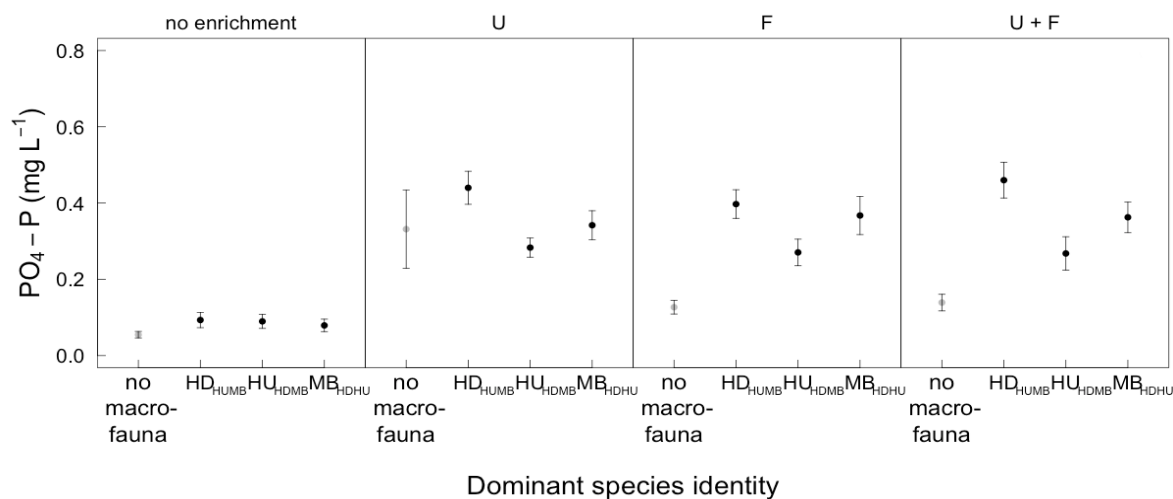 no enrichment U F U + F
PO4 – P (mg L−1)
0.8
0.6
0.4
0.2
0.0
no macro-fauna HDHUMB HUHDMB MBHDHU no macro-fauna HDHUMB HUHDMB MBHDHU no macro-fauna HDHUMB HUHDMB MBHDHU no macro-fauna HDHUMB HUHDMB MBHDHU
Dominant species identity